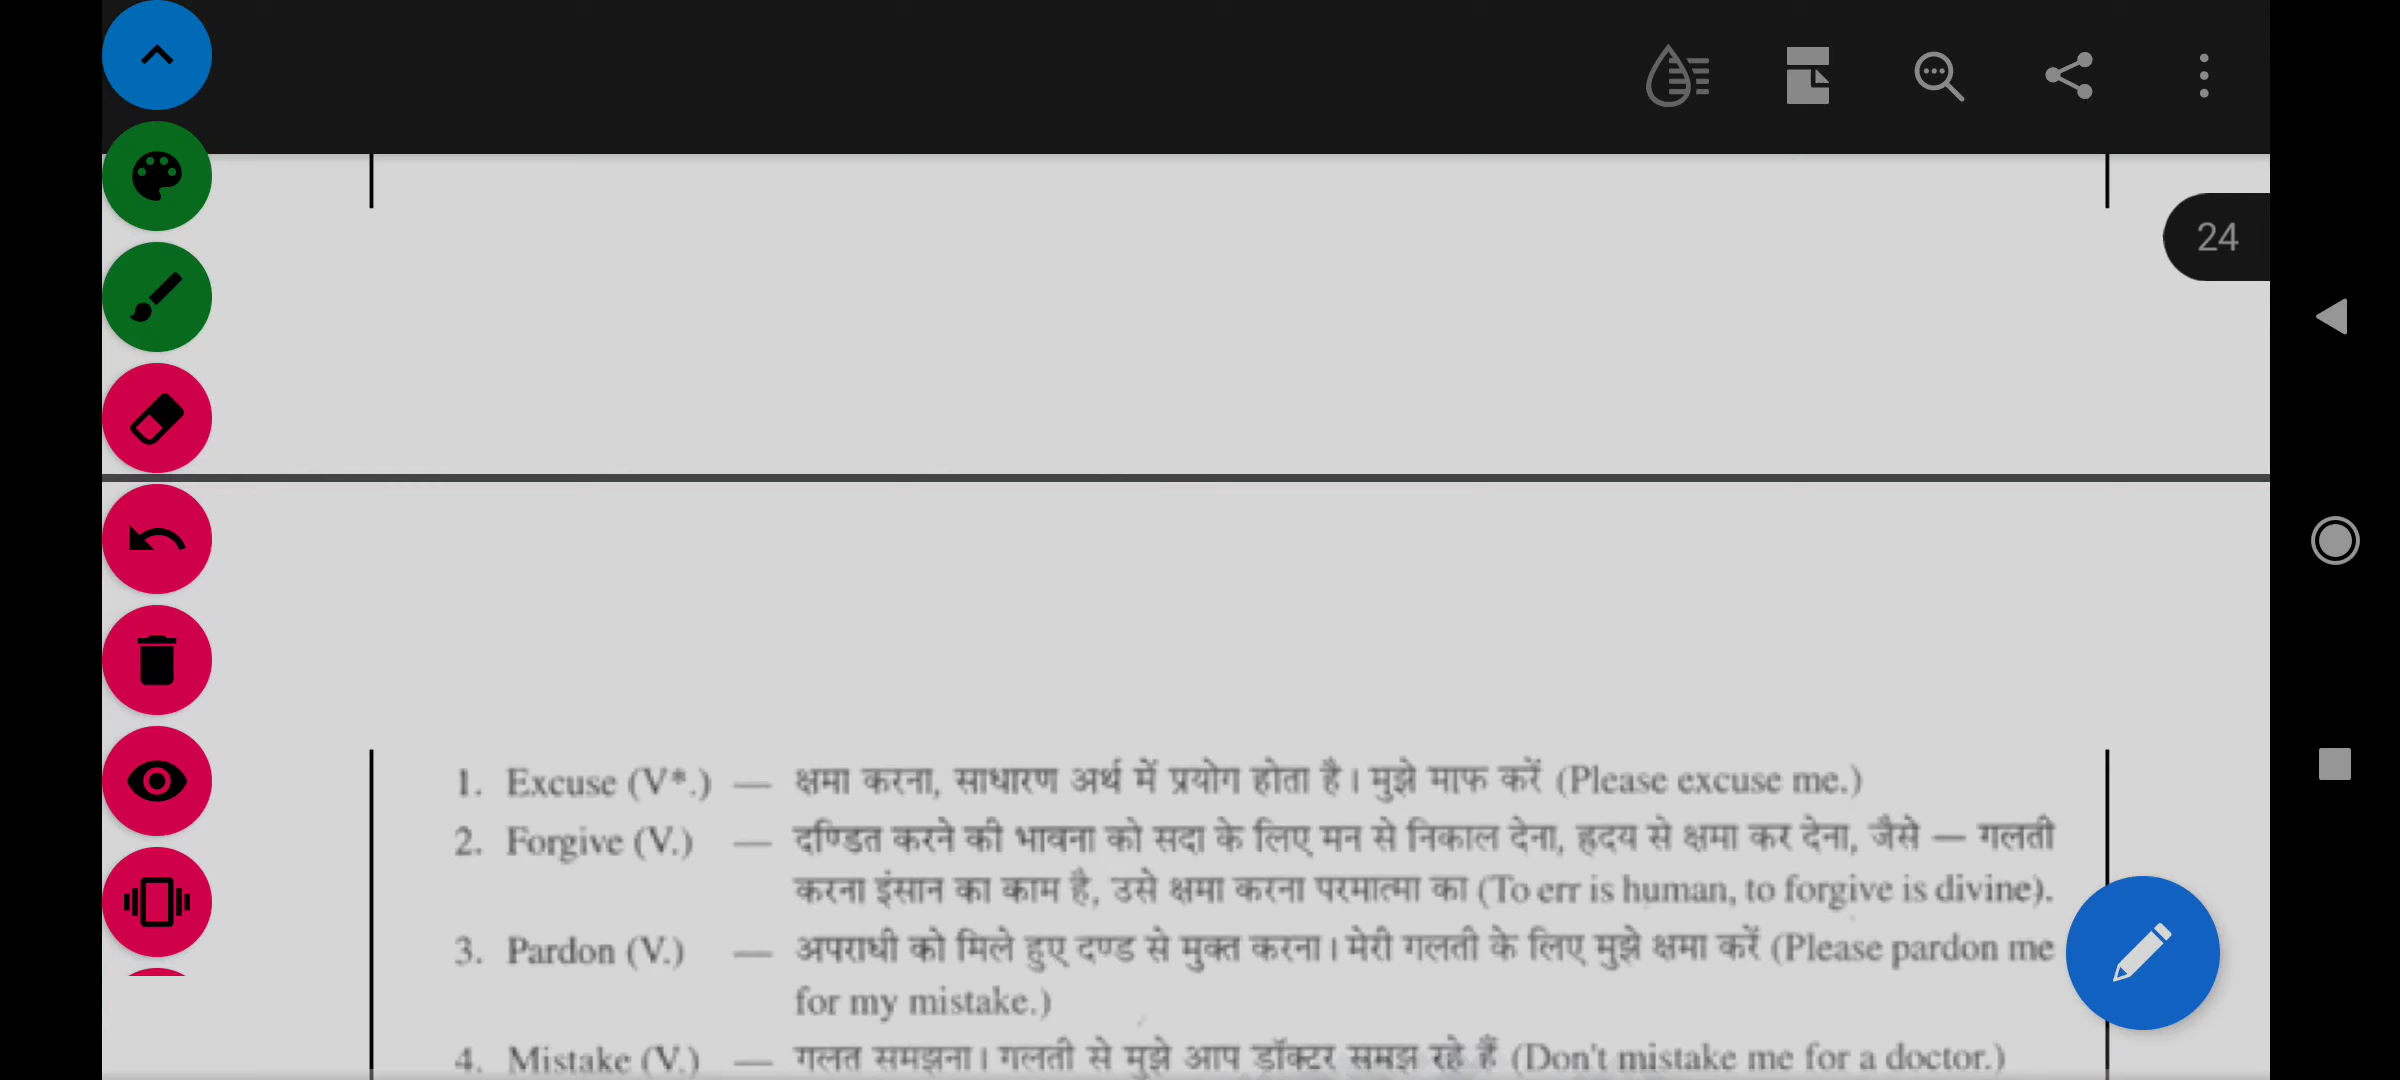 24
1. Excuse (V*.) — क्षमा करना, साधारण अर्थ में प्रयोग होता है। मुझे माफ करें (Please excuse me.)
2. Forgive (V.) — दण्डित करने की भावना को सदा के लिए मन से निकाल देना, हृदय से क्षमा कर देना, जैसे — गलती
करना इंसान का काम है, उसे क्षमा करना परमात्मा का (To err is human, to forgive is divine).
3. Pardon (V.) — अपराधी को मिले हुए दण्ड से मुक्त करना। मेरी गलती के लिए मुझे क्षमा करें (Please pardon me
for my mistake.)
4. Mistake (V.) — गलत समझना। गलती से मुझे आप डॉक्टर समझ रहे हैं (Don't mistake me for a doctor.)